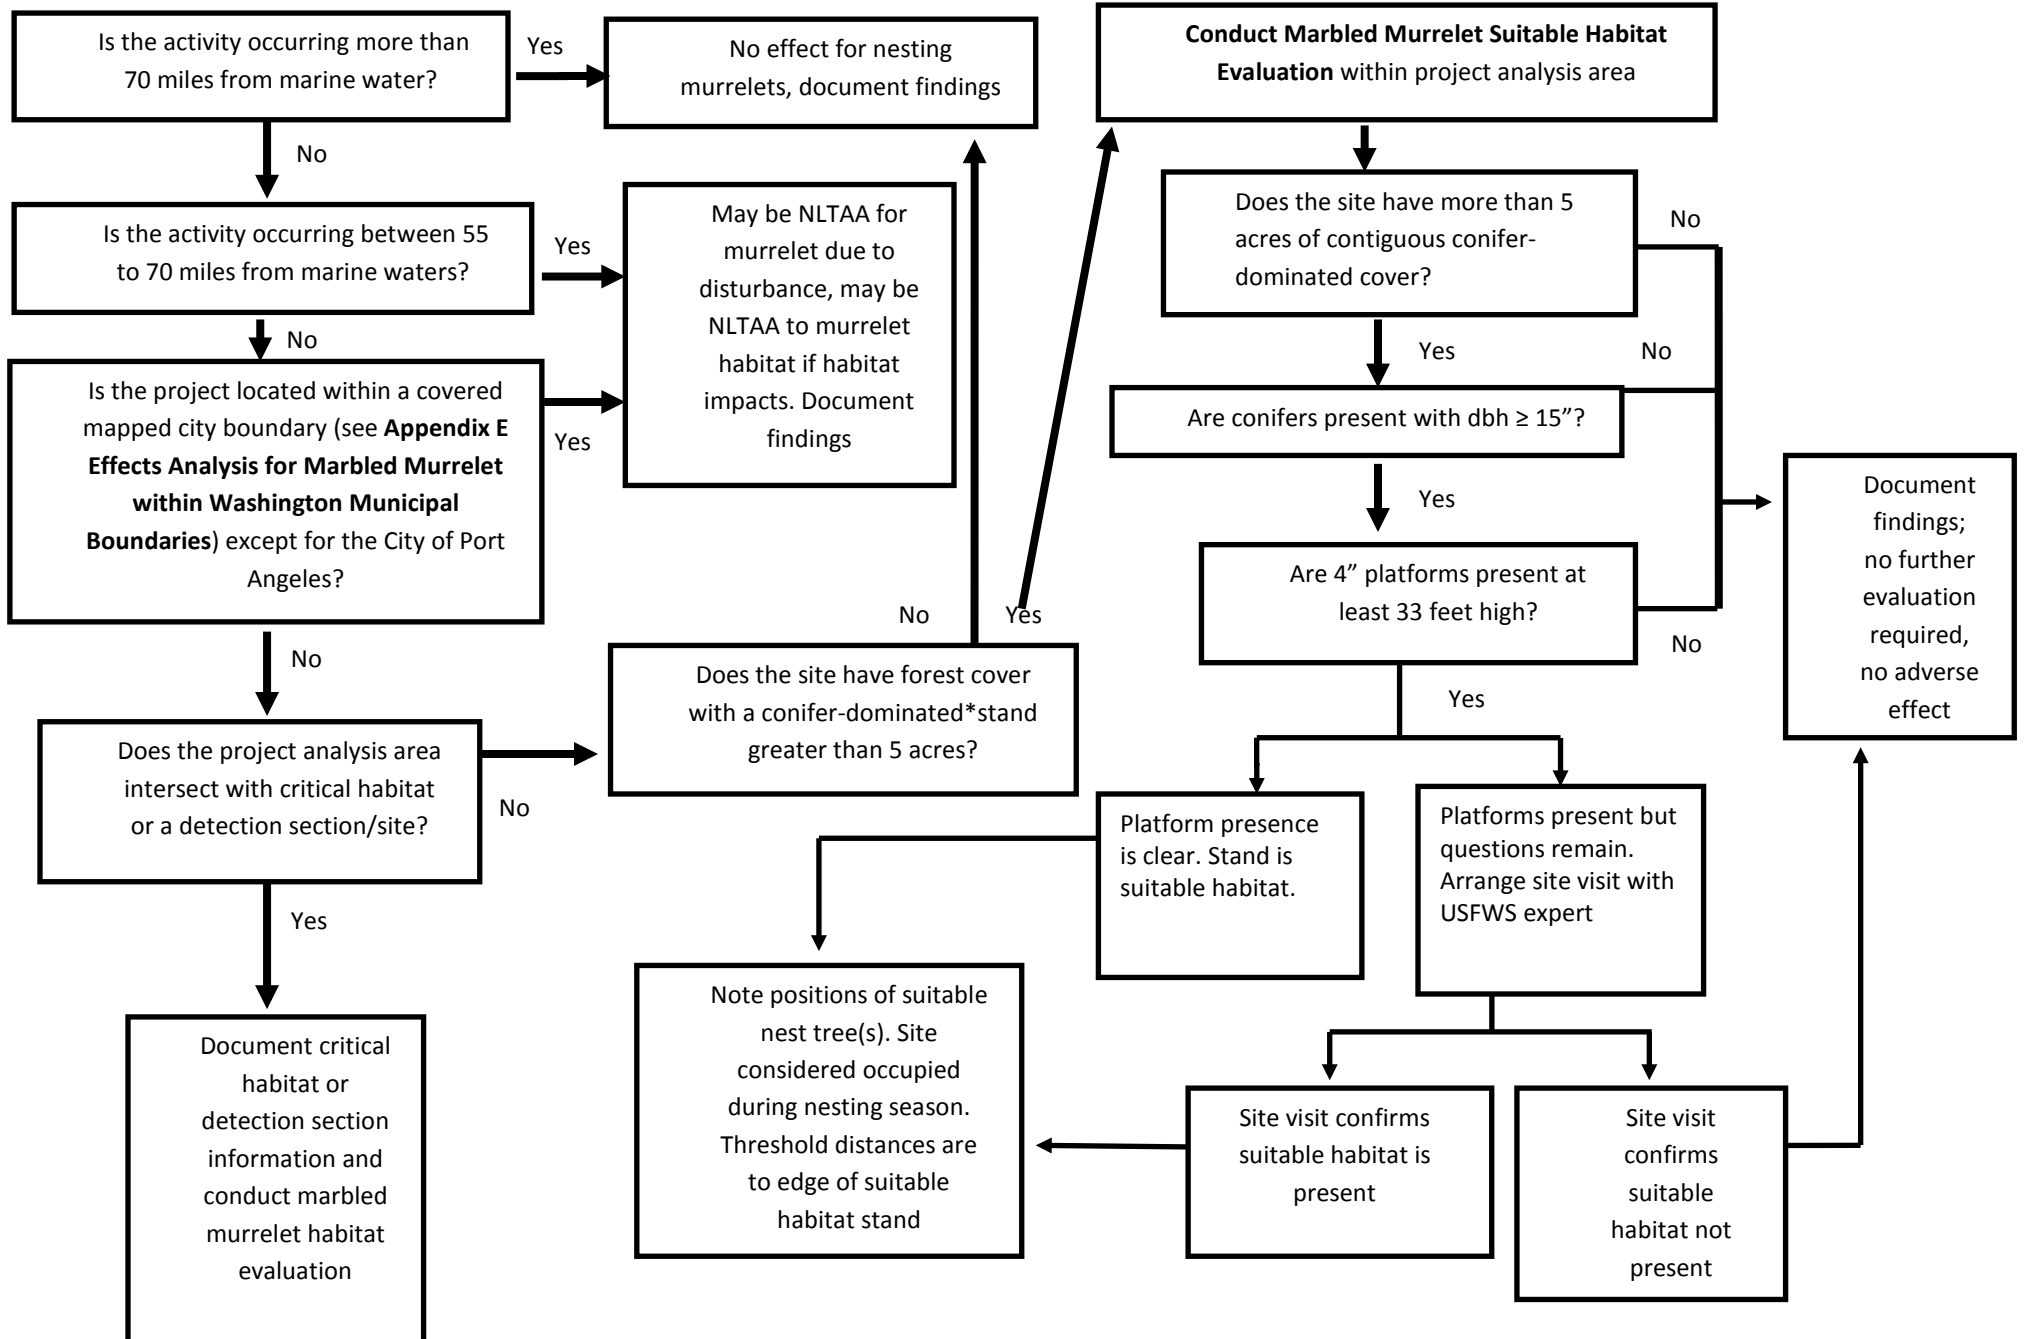 Is the activity occurring more than
70 miles from marine water?
Yes
No effect for nesting
murrelets, document findings
No
Is the activity occurring between 55
to 70 miles from marine waters?
Yes
May be NLTAA for
murrelet due to
disturbance, may be
NLTAA to murrelet
habitat if habitat
impacts. Document
findings
No
Is the project located within a covered
mapped city boundary (see Appendix E
Effects Analysis for Marbled Murrelet
within Washington Municipal
Boundaries) except for the City of Port
Angeles?
Yes
No
Does the project analysis area
intersect with critical habitat
or a detection section/site?
No
Yes
Document critical
habitat or
detection section
information and
conduct marbled
murrelet habitat
evaluation
Does the site have forest cover
with a conifer-dominated*stand
greater than 5 acres?
No
Yes
Conduct Marbled Murrelet Suitable Habitat
Evaluation within project analysis area
Does the site have more than 5
acres of contiguous conifer-
dominated cover?
No
Yes
No
Are conifers present with dbh ≥ 15”?
Yes
Are 4” platforms present at
least 33 feet high?
No
Yes
Document
findings;
no further
evaluation
required,
no adverse
effect
Platform presence
is clear. Stand is
suitable habitat.
Platforms present but
questions remain.
Arrange site visit with
USFWS expert
Note positions of suitable
nest tree(s). Site
considered occupied
during nesting season.
Threshold distances are
to edge of suitable
habitat stand
Site visit confirms
suitable habitat is
present
Site visit
confirms
suitable
habitat not
present